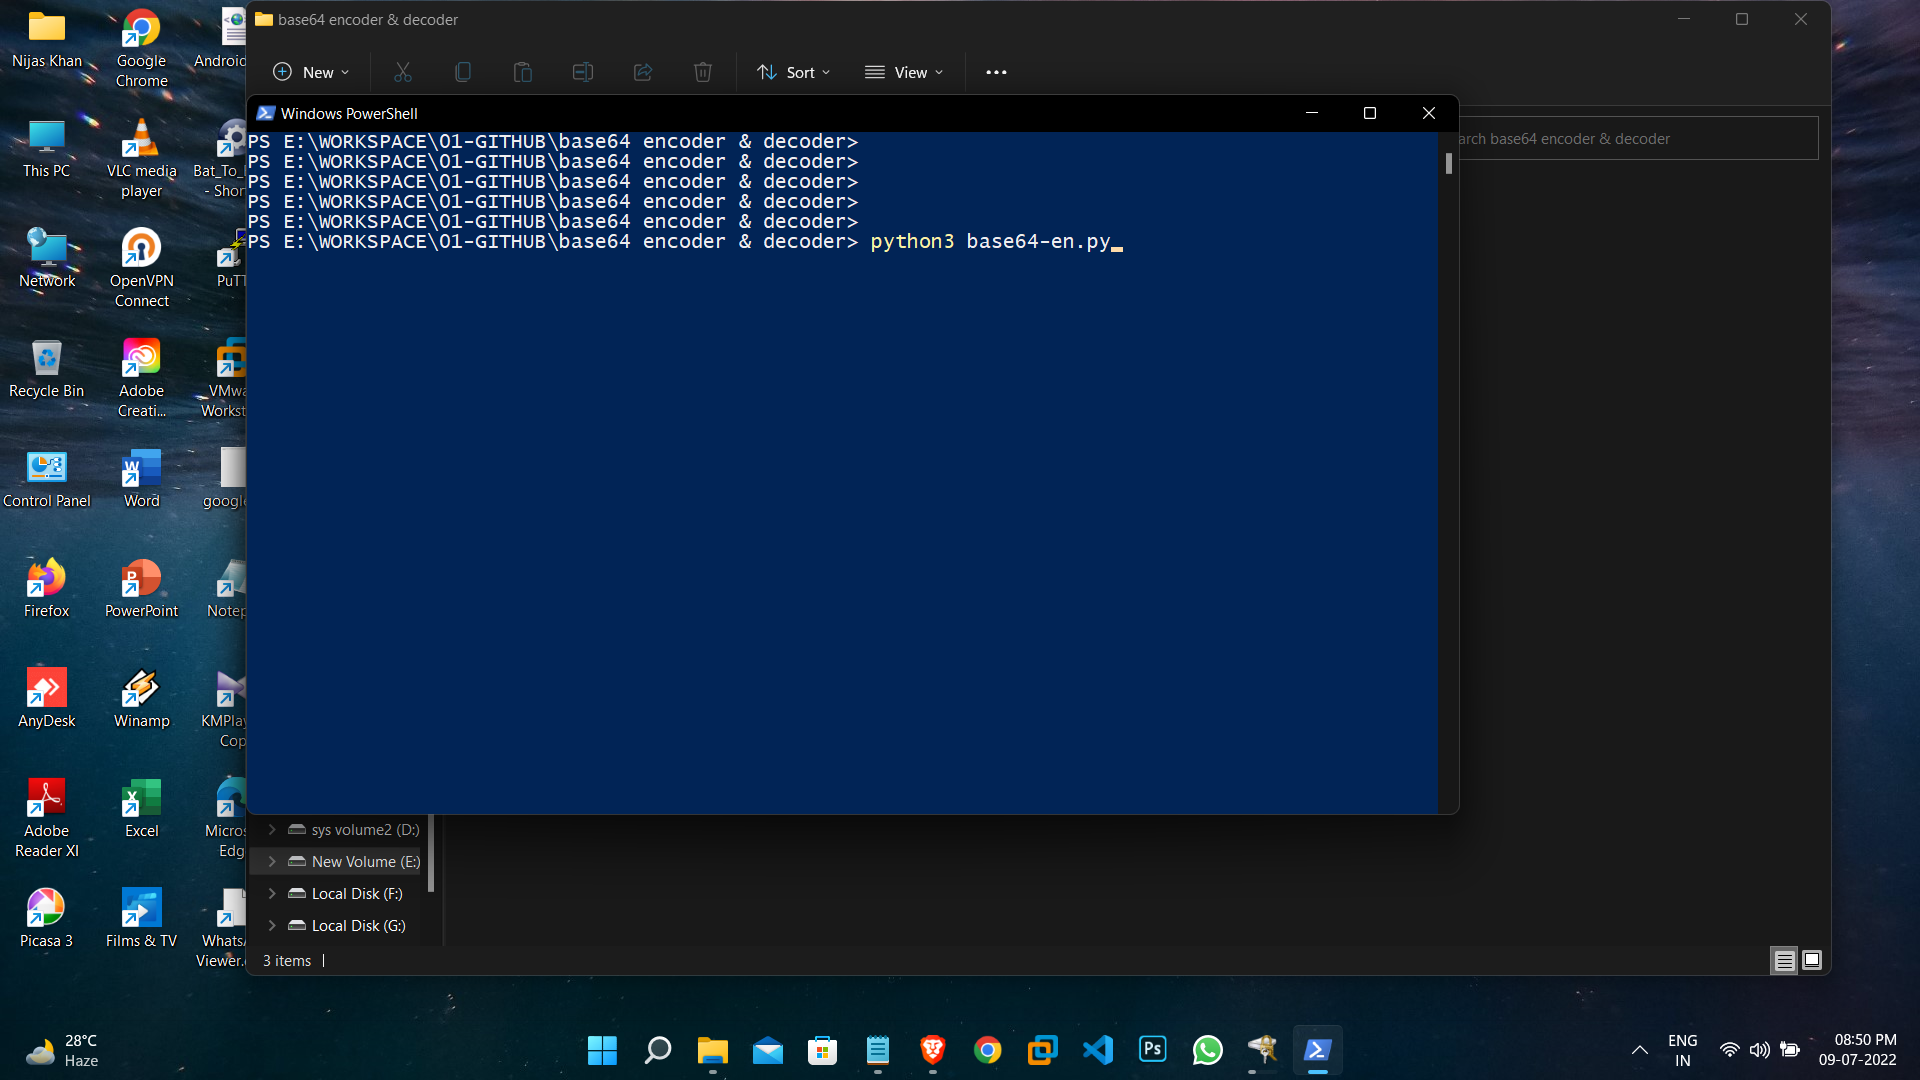 Nijas Khan
Google
Chrome
Android
This PC
VLC media
player
Bat_To_
- Shor
Network
OpenVPN
Connect
PuTT
Recycle Bin
Adobe
Creati...
VMwa
Workst
Control Panel
Word
google
Firefox
PowerPoint
Notep
AnyDesk
Winamp
KMPlay
Cop
Adobe
Reader XI
Excel
Micros
Edg
Picasa 3
Films & TV
WhatsA
Viewer.
base64 encoder & decoder
New
Sort
View
arch base64 encoder & decoder
Windows PowerShell
PS E:\WORKSPACE\01-GITHUB\base64 encoder & decoder>
PS E:\WORKSPACE\01-GITHUB\base64 encoder & decoder>
PS E:\WORKSPACE\01-GITHUB\base64 encoder & decoder>
PS E:\WORKSPACE\01-GITHUB\base64 encoder & decoder>
PS E:\WORKSPACE\01-GITHUB\base64 encoder & decoder>
PS E:\WORKSPACE\01-GITHUB\base64 encoder & decoder> python3 base64-en.py
sys volume2 (D:)
New Volume (E:)
Local Disk (F:)
Local Disk (G:)
3 items
28°C
Haze
Ps
ENG
IN
08:50 PM
09-07-2022